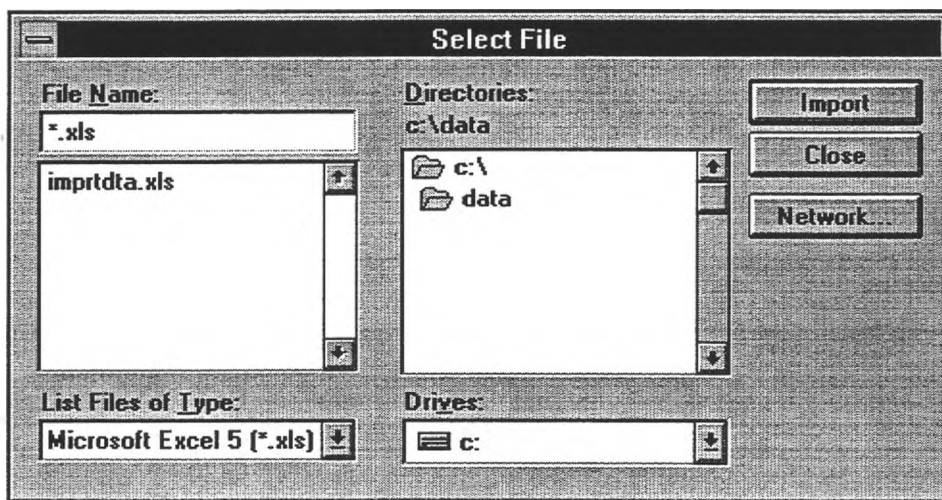 Select File
File Name:
*.xls
imprtdta.xls
List Files of Type:
Microsoft Excel 5 (*.xls)
Directories:
c:\data
c:\
data
Drives:
c:
Import
Close
Network...